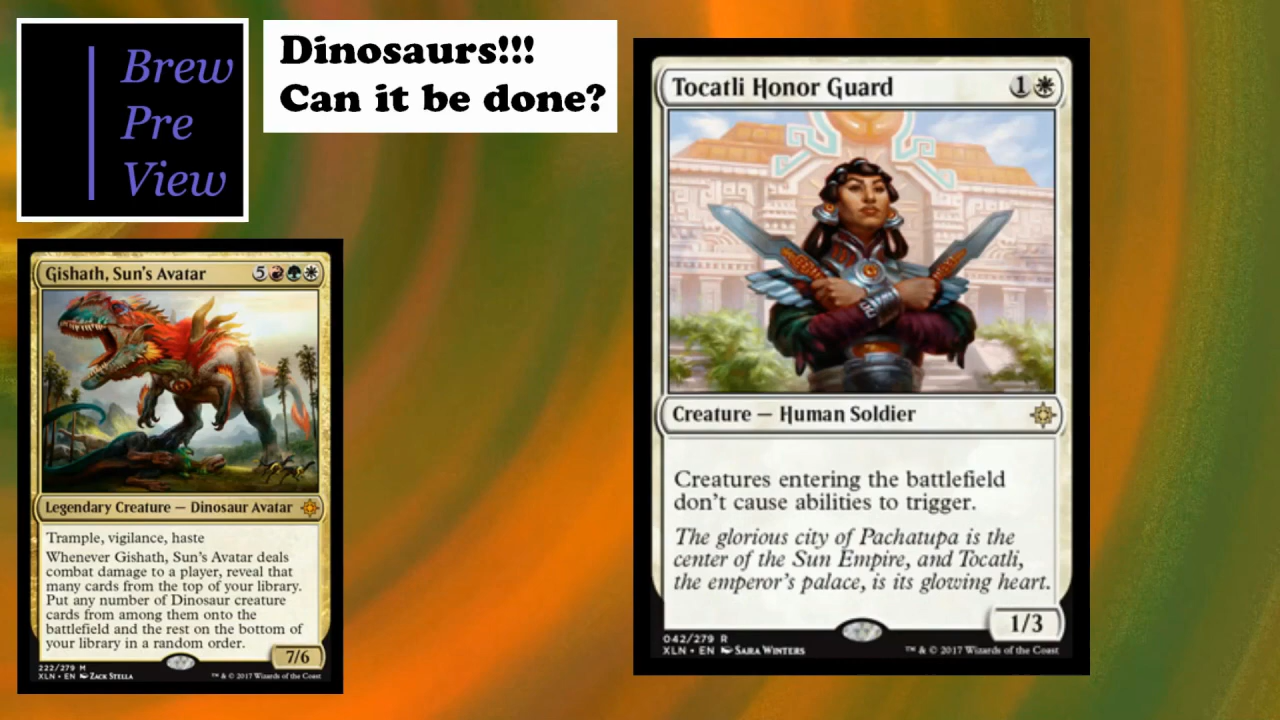 Brew
Pre
View
Dinosaurs!!!
Can it be done?
Gishath, Sun's Avatar 5
Legendary Creature — Dinosaur Avatar
Trample, vigilance, haste
Whenever Gishath, Sun's Avatar deals
combat damage to a player, reveal that
many cards from the top of your library.
Put any number of Dinosaur creature
cards from among them onto the
battlefield and the rest on the bottom of
your library in a random order.
7/6
222/279 M
XLN • EN Zack Stella
™ & © 2017 Wizards of the Coast
Tocatli Honor Guard 1
Creature — Human Soldier
Creatures entering the battlefield
don't cause abilities to trigger.
The glorious city of Pachatupa is the
center of the Sun Empire, and Tocatli,
the emperor's palace, is its glowing heart.
1/3
042/279 R
XLN • EN Sara Winters
™ & © 2017 Wizards of the Coast